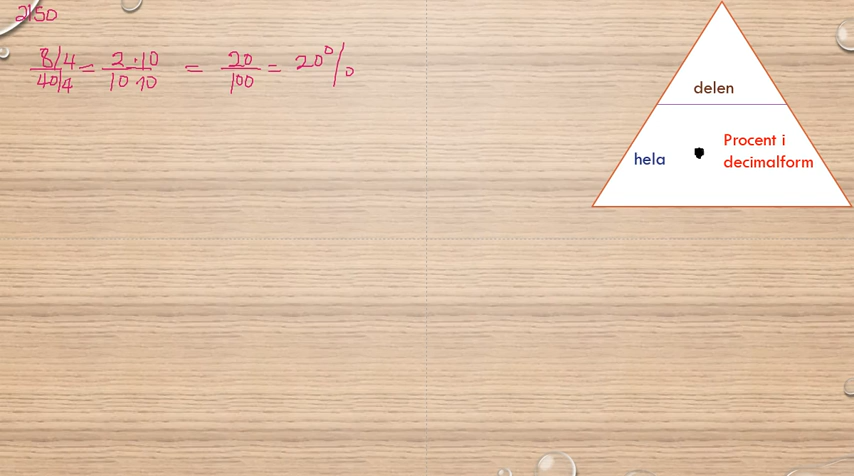 2150
8/4 / 40/4 = 2·10 / 10·10 = 20 / 100 = 20%
delen
hela
Procent i
decimalform